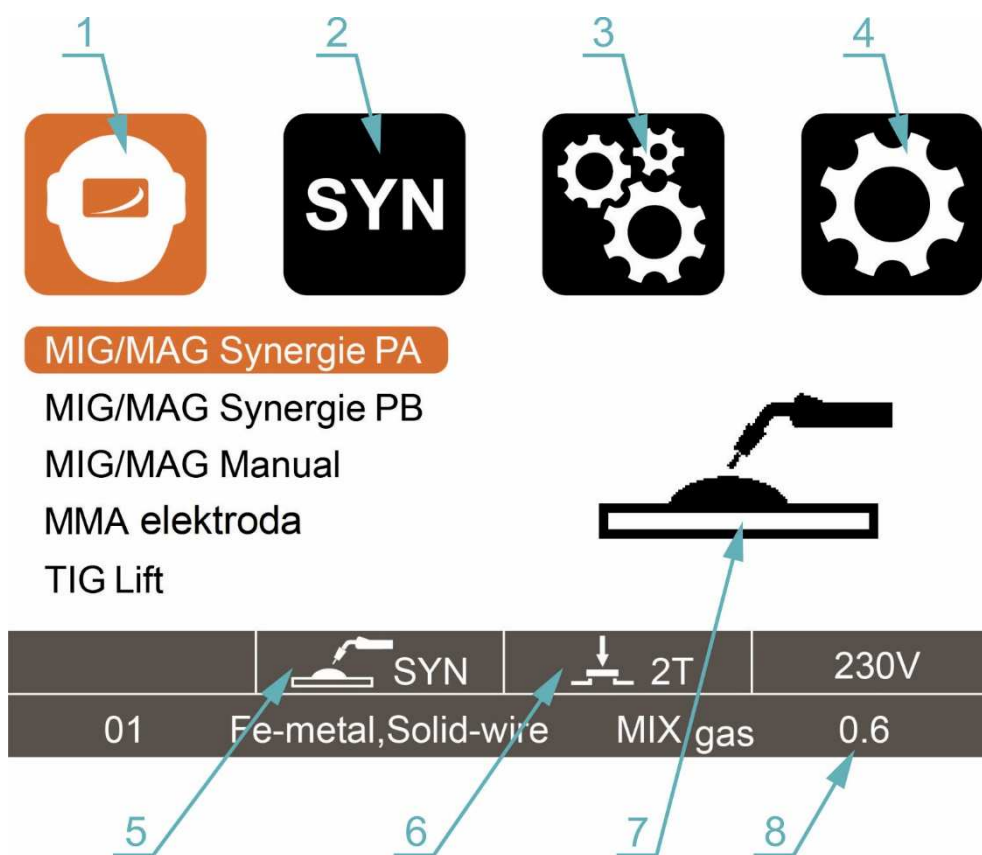 1 2 3 4
SYN
MIG/MAG Synergie PA
MIG/MAG Synergie PB
MIG/MAG Manual
MMA elektroda
TIG Lift
SYN 2T 230V
01 Fe-metal,Solid-wire MIX gas 0.6
5 6 7 8